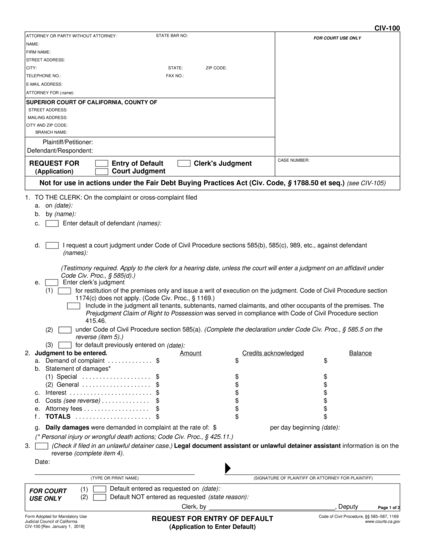 CIV-100
ATTORNEY OR PARTY WITHOUT ATTORNEY: STATE BAR NO:
FOR COURT USE ONLY
NAME:
FIRM NAME:
STREET ADDRESS:
CITY: STATE: ZIP CODE:
TELEPHONE NO.: FAX NO.:
E-MAIL ADDRESS:
ATTORNEY FOR (name):
SUPERIOR COURT OF CALIFORNIA, COUNTY OF
STREET ADDRESS:
MAILING ADDRESS:
CITY AND ZIP CODE:
BRANCH NAME:
Plaintiff/Petitioner:
Defendant/Respondent:
REQUEST FOR Entry of Default Clerk's Judgment
(Application) Court Judgment
CASE NUMBER:
Not for use in actions under the Fair Debt Buying Practices Act (Civ. Code, § 1788.50 et seq.) (see CIV-105)
1. TO THE CLERK: On the complaint or cross-complaint filed
a. on (date):
b. by (name):
c. Enter default of defendant (names):
d. I request a court judgment under Code of Civil Procedure sections 585(b), 585(c), 989, etc., against defendant
(names):
(Testimony required. Apply to the clerk for a hearing date, unless the court will enter a judgment on an affidavit under
Code Civ. Proc., § 585(d).)
e. Enter clerk's judgment
(1) for restitution of the premises only and issue a writ of execution on the judgment. Code of Civil Procedure section
1174(c) does not apply. (Code Civ. Proc., § 1169.)
Include in the judgment all tenants, subtenants, named claimants, and other occupants of the premises. The
Prejudgment Claim of Right to Possession was served in compliance with Code of Civil Procedure section
415.46.
(2) under Code of Civil Procedure section 585(a). (Complete the declaration under Code Civ. Proc., § 585.5 on the
reverse (item 5).)
(3) for default previously entered on (date):
2. Judgment to be entered. Amount Credits acknowledged Balance
a. Demand of complaint . . . . . . . . . . . . . $ $ $
b. Statement of damages*
(1) Special . . . . . . . . . . . . . . . . . . . . $ $ $
(2) General . . . . . . . . . . . . . . . . . . . . $ $ $
c. Interest . . . . . . . . . . . . . . . . . . . . . . . . $ $ $
d. Costs (see reverse) . . . . . . . . . . . . . . $ $ $
e. Attorney fees . . . . . . . . . . . . . . . . . . . $ $ $
f. TOTALS . . . . . . . . . . . . . . . . . . . . . . $ $ $
g. Daily damages were demanded in complaint at the rate of: $ per day beginning (date):
(* Personal injury or wrongful death actions; Code Civ. Proc., § 425.11.)
3. (Check if filed in an unlawful detainer case.) Legal document assistant or unlawful detainer assistant information is on the
reverse (complete item 4).
Date:
(TYPE OR PRINT NAME) (SIGNATURE OF PLAINTIFF OR ATTORNEY FOR PLAINTIFF)
FOR COURT (1) Default entered as requested on (date):
USE ONLY (2) Default NOT entered as requested (state reason):
Clerk, by , Deputy Page 1 of 2
Form Adopted for Mandatory Use
Judicial Council of California
CIV-100 [Rev. January 1, 2018]
REQUEST FOR ENTRY OF DEFAULT
(Application to Enter Default)
Code of Civil Procedure, §§ 585–587, 1169
www.courts.ca.gov